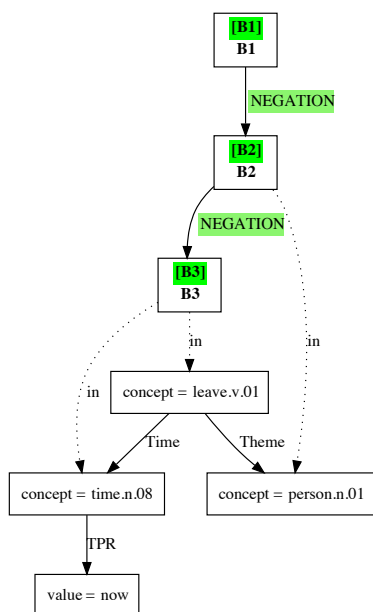 [B1]
B1
NEGATION
[B2]
B2
NEGATION
[B3]
B3
in
in
in
concept = leave.v.01
Time
Theme
concept = time.n.08
concept = person.n.01
TPR
value = now